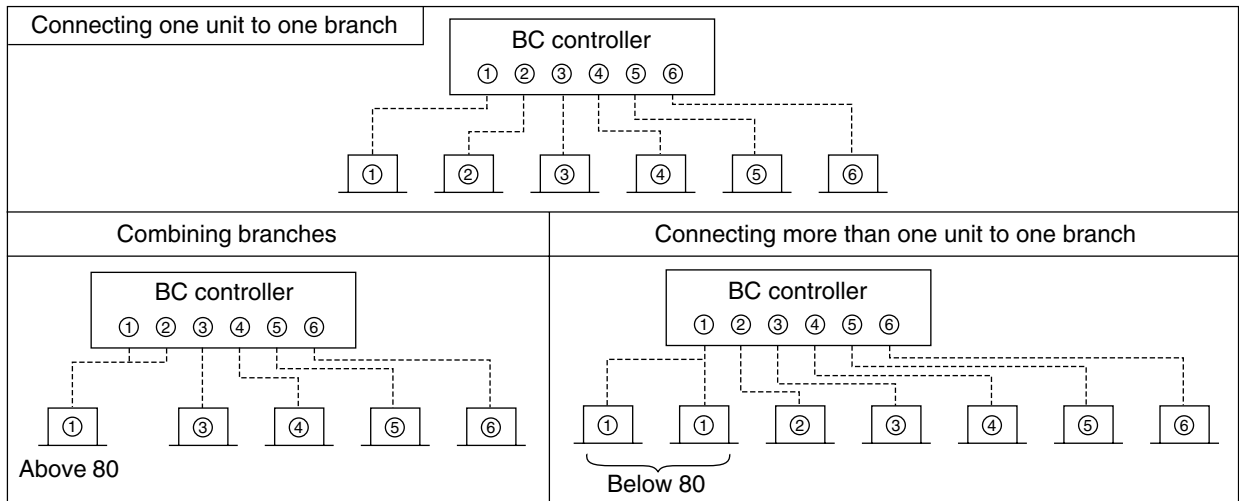 Connecting one unit to one branch
BC controller
① ② ③ ④ ⑤ ⑥
① ② ③ ④ ⑤ ⑥
Combining branches
BC controller
① ② ③ ④ ⑤ ⑥
① ③ ④ ⑤ ⑥
Above 80
Connecting more than one unit to one branch
BC controller
① ② ③ ④ ⑤ ⑥
① ① ② ③ ④ ⑤ ⑥
Below 80